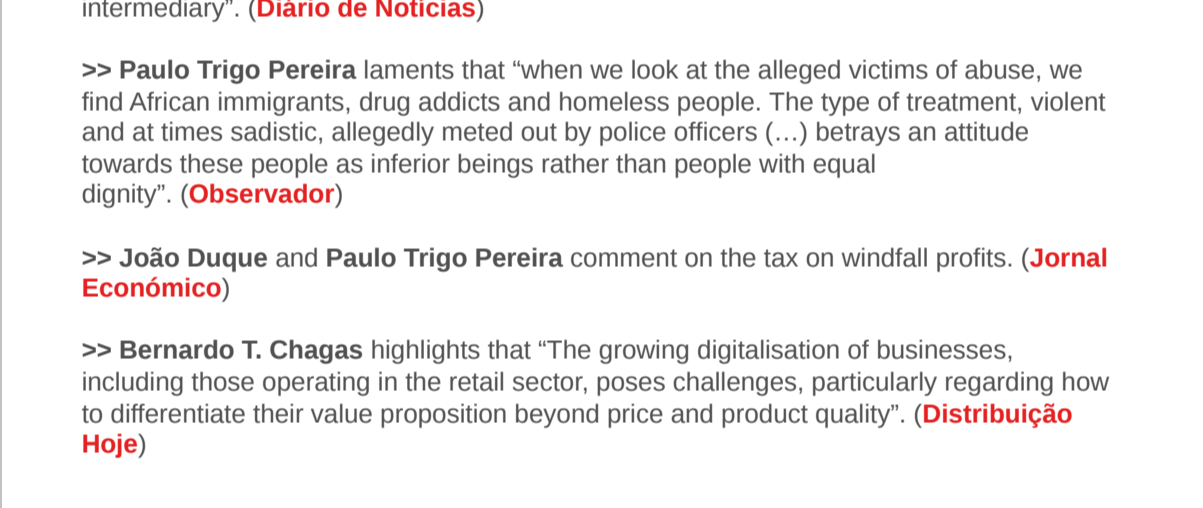 intermediary”. (Diário de Notícias)
>> Paulo Trigo Pereira laments that “when we look at the alleged victims of abuse, we
find African immigrants, drug addicts and homeless people. The type of treatment, violent
and at times sadistic, allegedly meted out by police officers (…) betrays an attitude
towards these people as inferior beings rather than people with equal
dignity”. (Observador)
>> João Duque and Paulo Trigo Pereira comment on the tax on windfall profits. (Jornal
Económico)
>> Bernardo T. Chagas highlights that “The growing digitalisation of businesses,
including those operating in the retail sector, poses challenges, particularly regarding how
to differentiate their value proposition beyond price and product quality”. (Distribuição
Hoje)